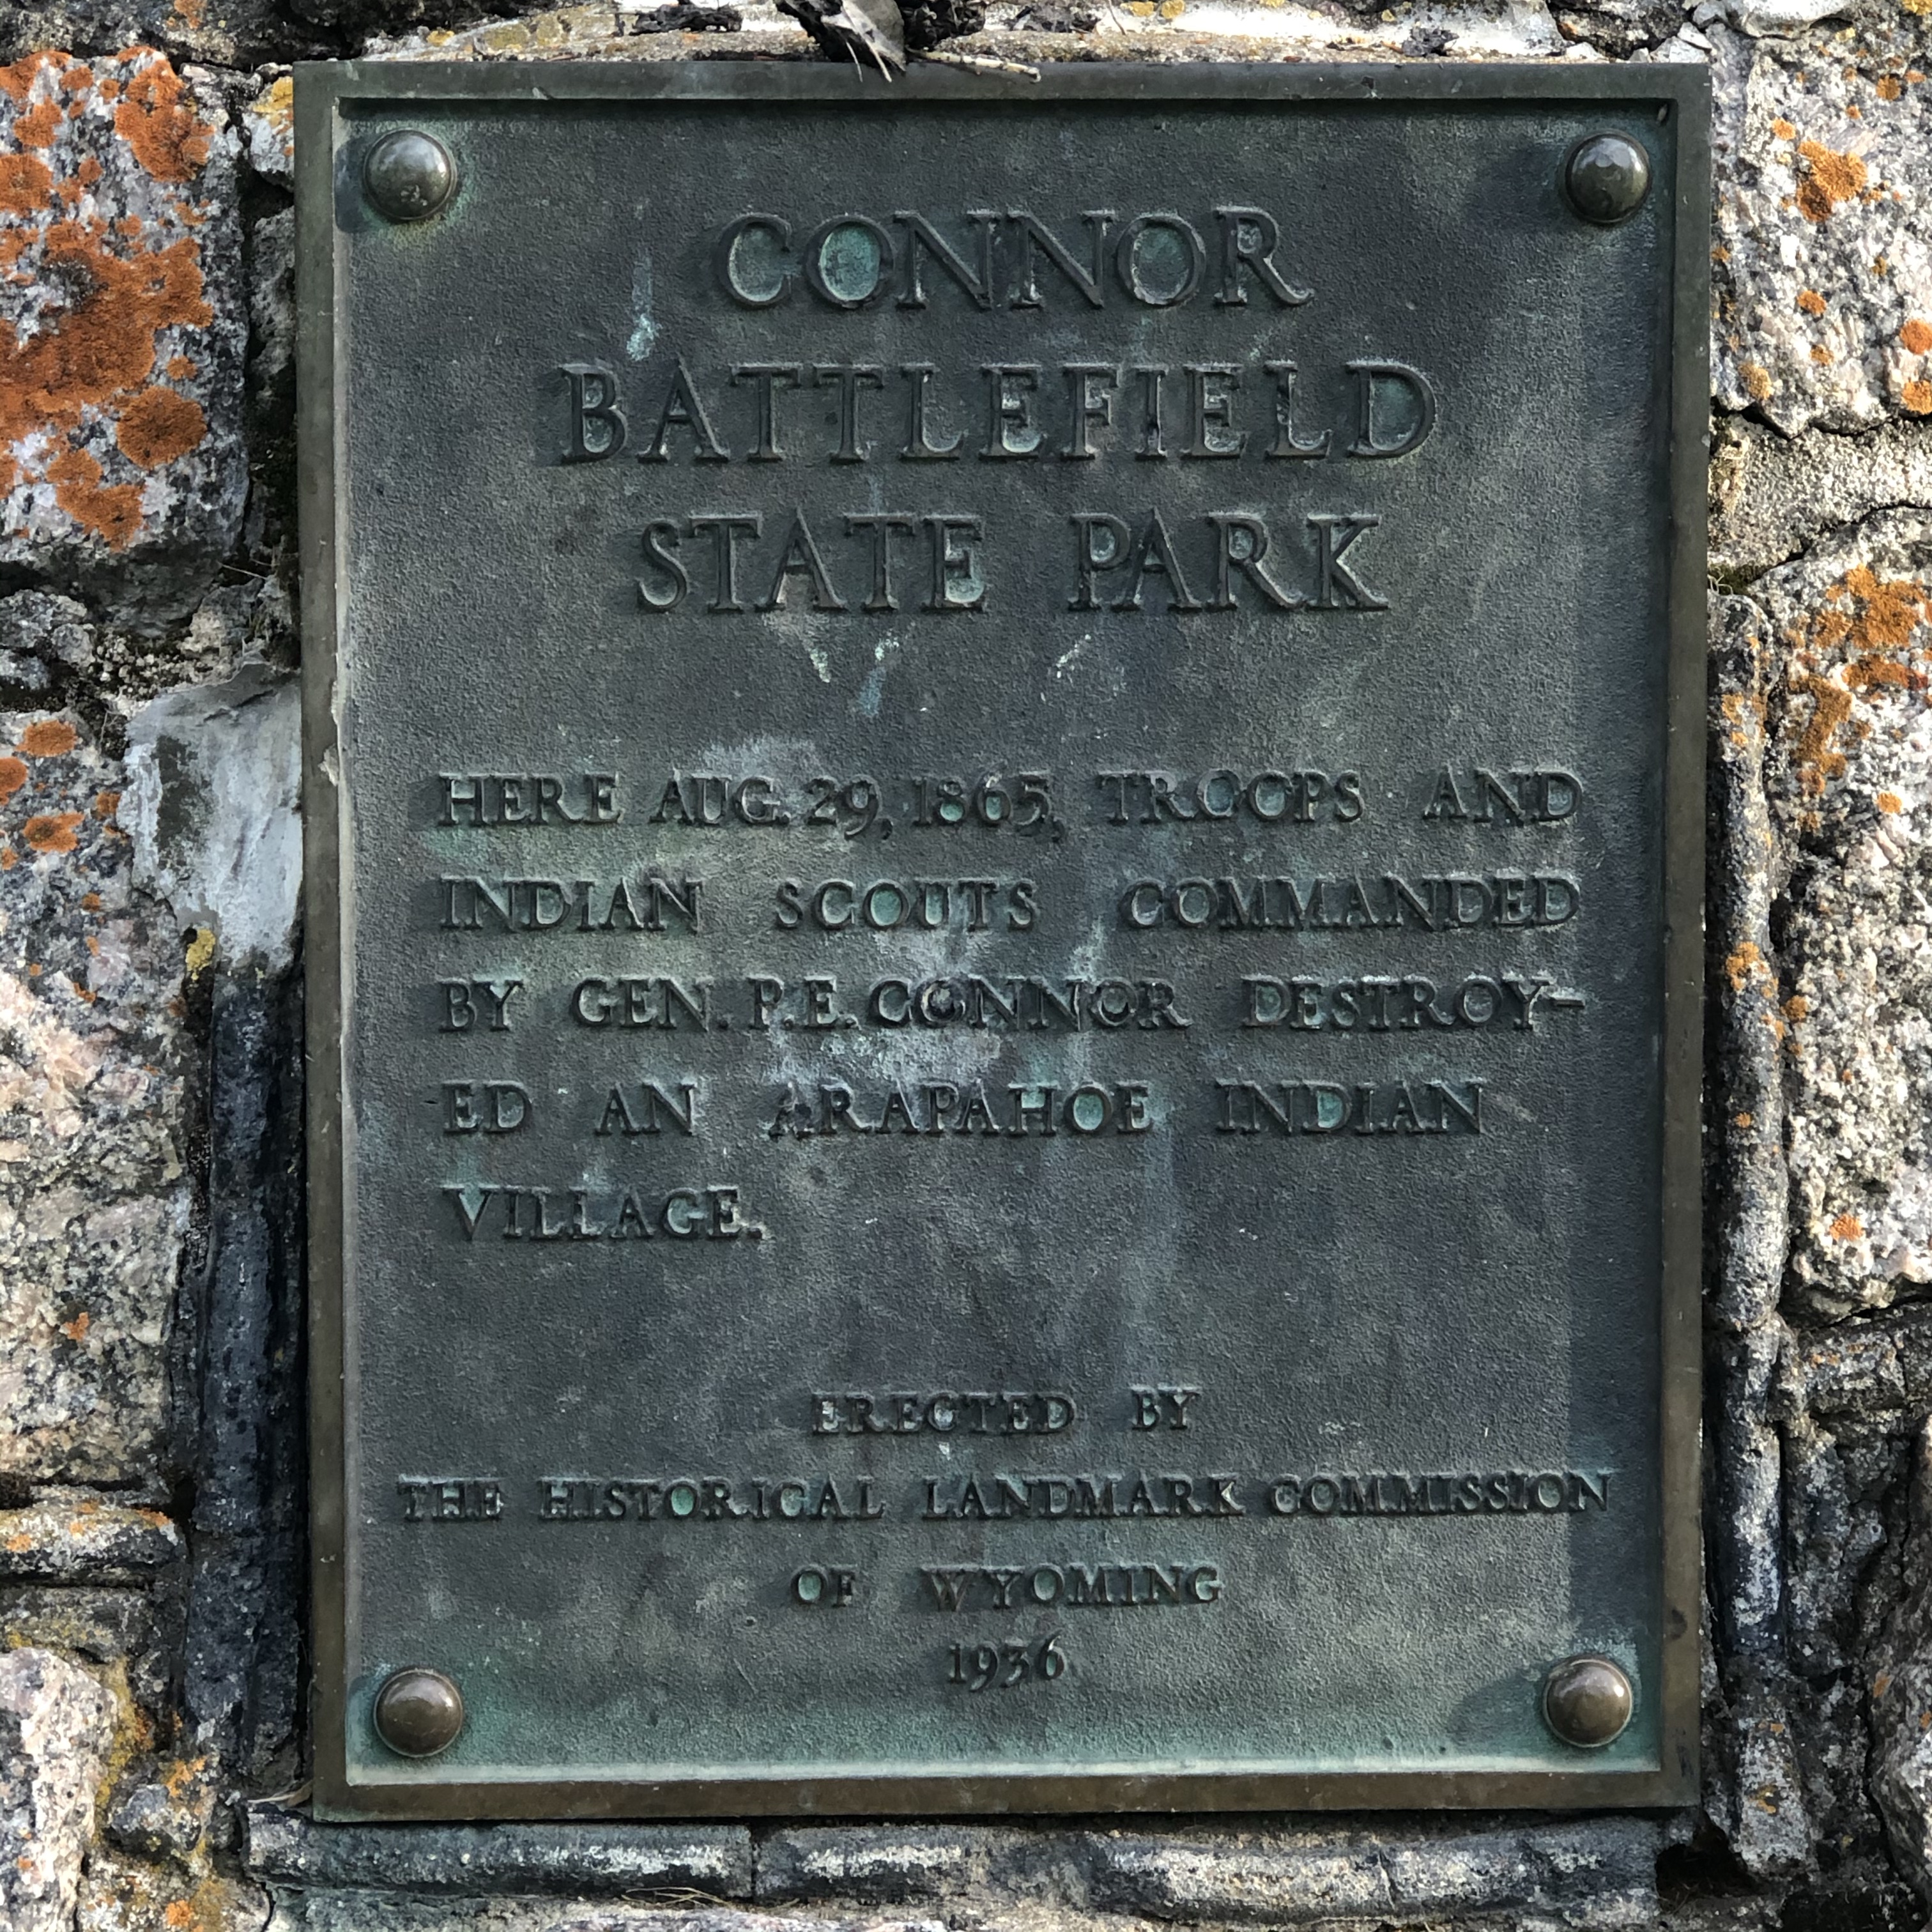 CONNOR
BATTLEFIELD
STATE PARK
HERE AUG. 29, 1865, TROOPS AND
INDIAN SCOUTS COMMANDED
BY GEN. P.E. CONNOR DESTROY-
ED AN ARAPAHOE INDIAN
VILLAGE.
ERECTED BY
THE HISTORICAL LANDMARK COMMISSION
OF WYOMING
1936